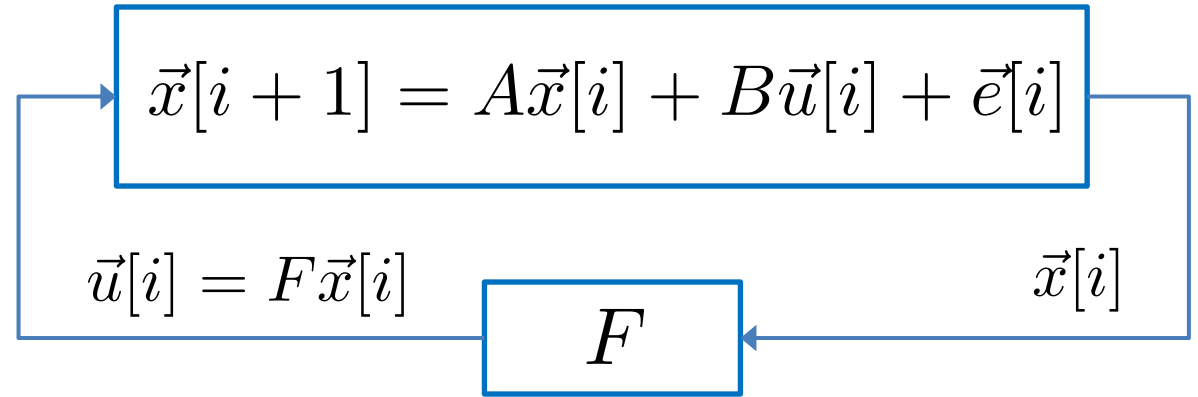 x⃗[i + 1] = Ax⃗[i] + Bu⃗[i] + e⃗[i]
u⃗[i] = Fx⃗[i]
x⃗[i]
F